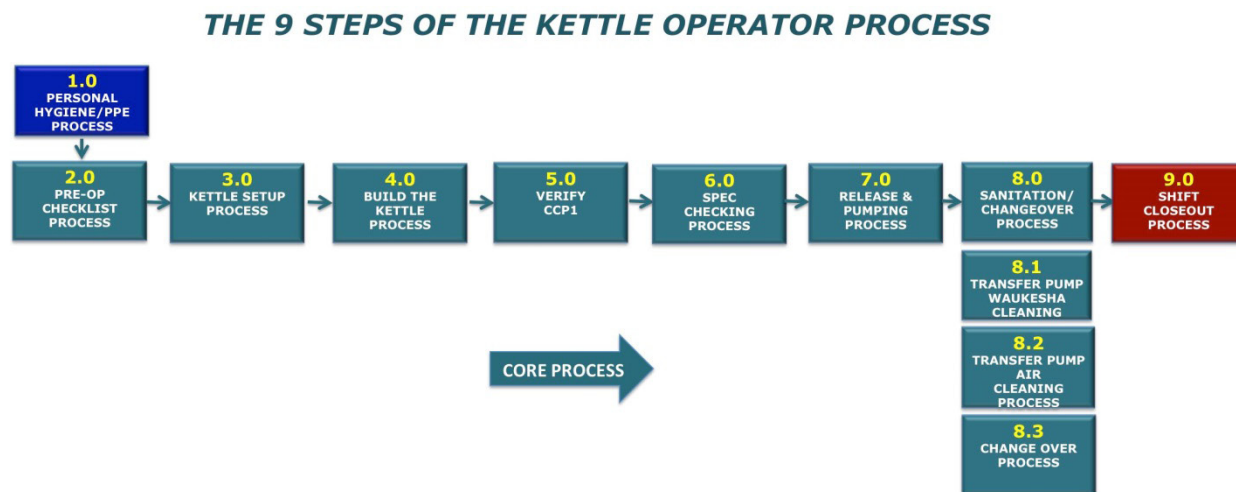 THE 9 STEPS OF THE KETTLE OPERATOR PROCESS
1.0
PERSONAL
HYGIENE/PPE
PROCESS
2.0
PRE-OP
CHECKLIST
PROCESS
3.0
KETTLE SETUP
PROCESS
4.0
BUILD THE
KETTLE
PROCESS
5.0
VERIFY
CCP1
6.0
SPEC
CHECKING
PROCESS
7.0
RELEASE &
PUMPING
PROCESS
8.0
SANITATION/
CHANGEOVER
PROCESS
9.0
SHIFT
CLOSEOUT
PROCESS
8.1
TRANSFER PUMP
WAUKESHA
CLEANING
8.2
TRANSFER PUMP
AIR
CLEANING
PROCESS
8.3
CHANGE OVER
PROCESS
CORE PROCESS